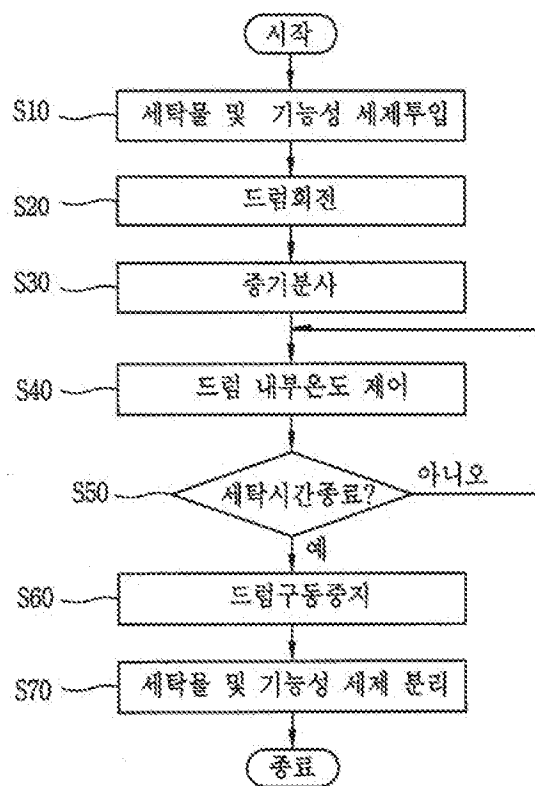 시작
S10 세탁물 및 기능성 세제투입
S20 드럼회전
S30 증기분사
S40 드럼 내부온도 제어
S50 세탁시간종료? 아니오
예
S60 드럼구동중지
S70 세탁물 및 기능성 세제 분리
종료